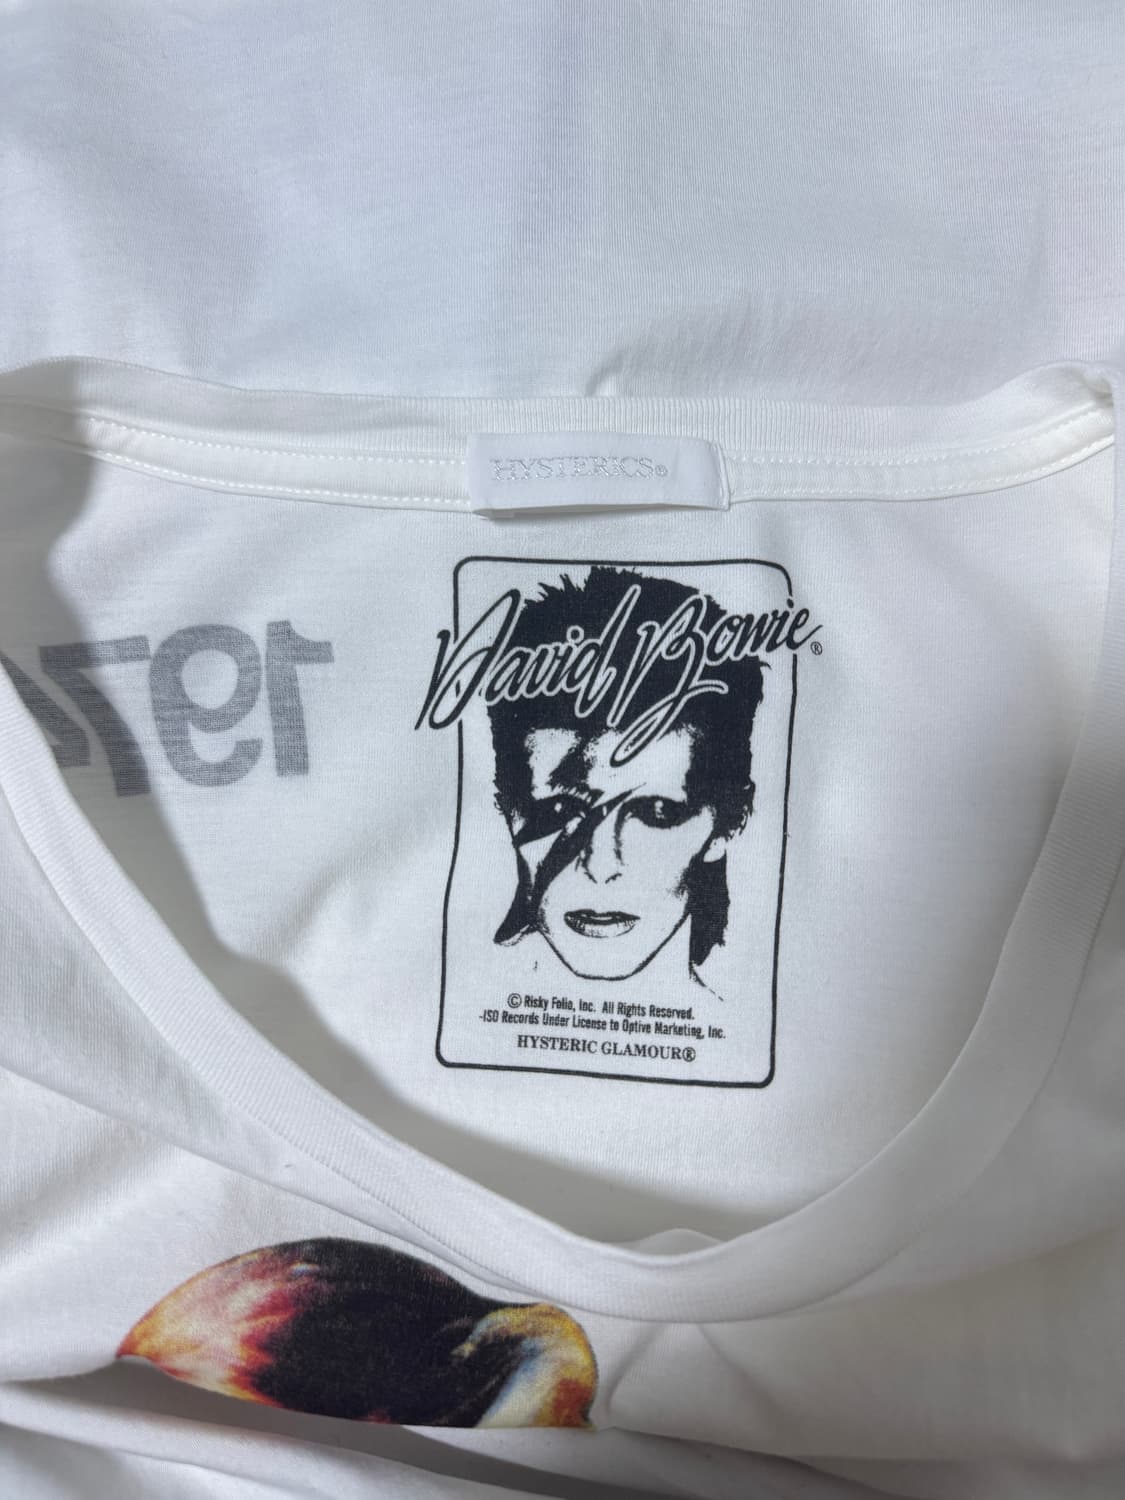 HYSTERICS®
David Bowie®
197
© Risky Folio, Inc. All Rights Reserved.
-ISO Records Under License to Optive Marketing, Inc.
HYSTERIC GLAMOUR®